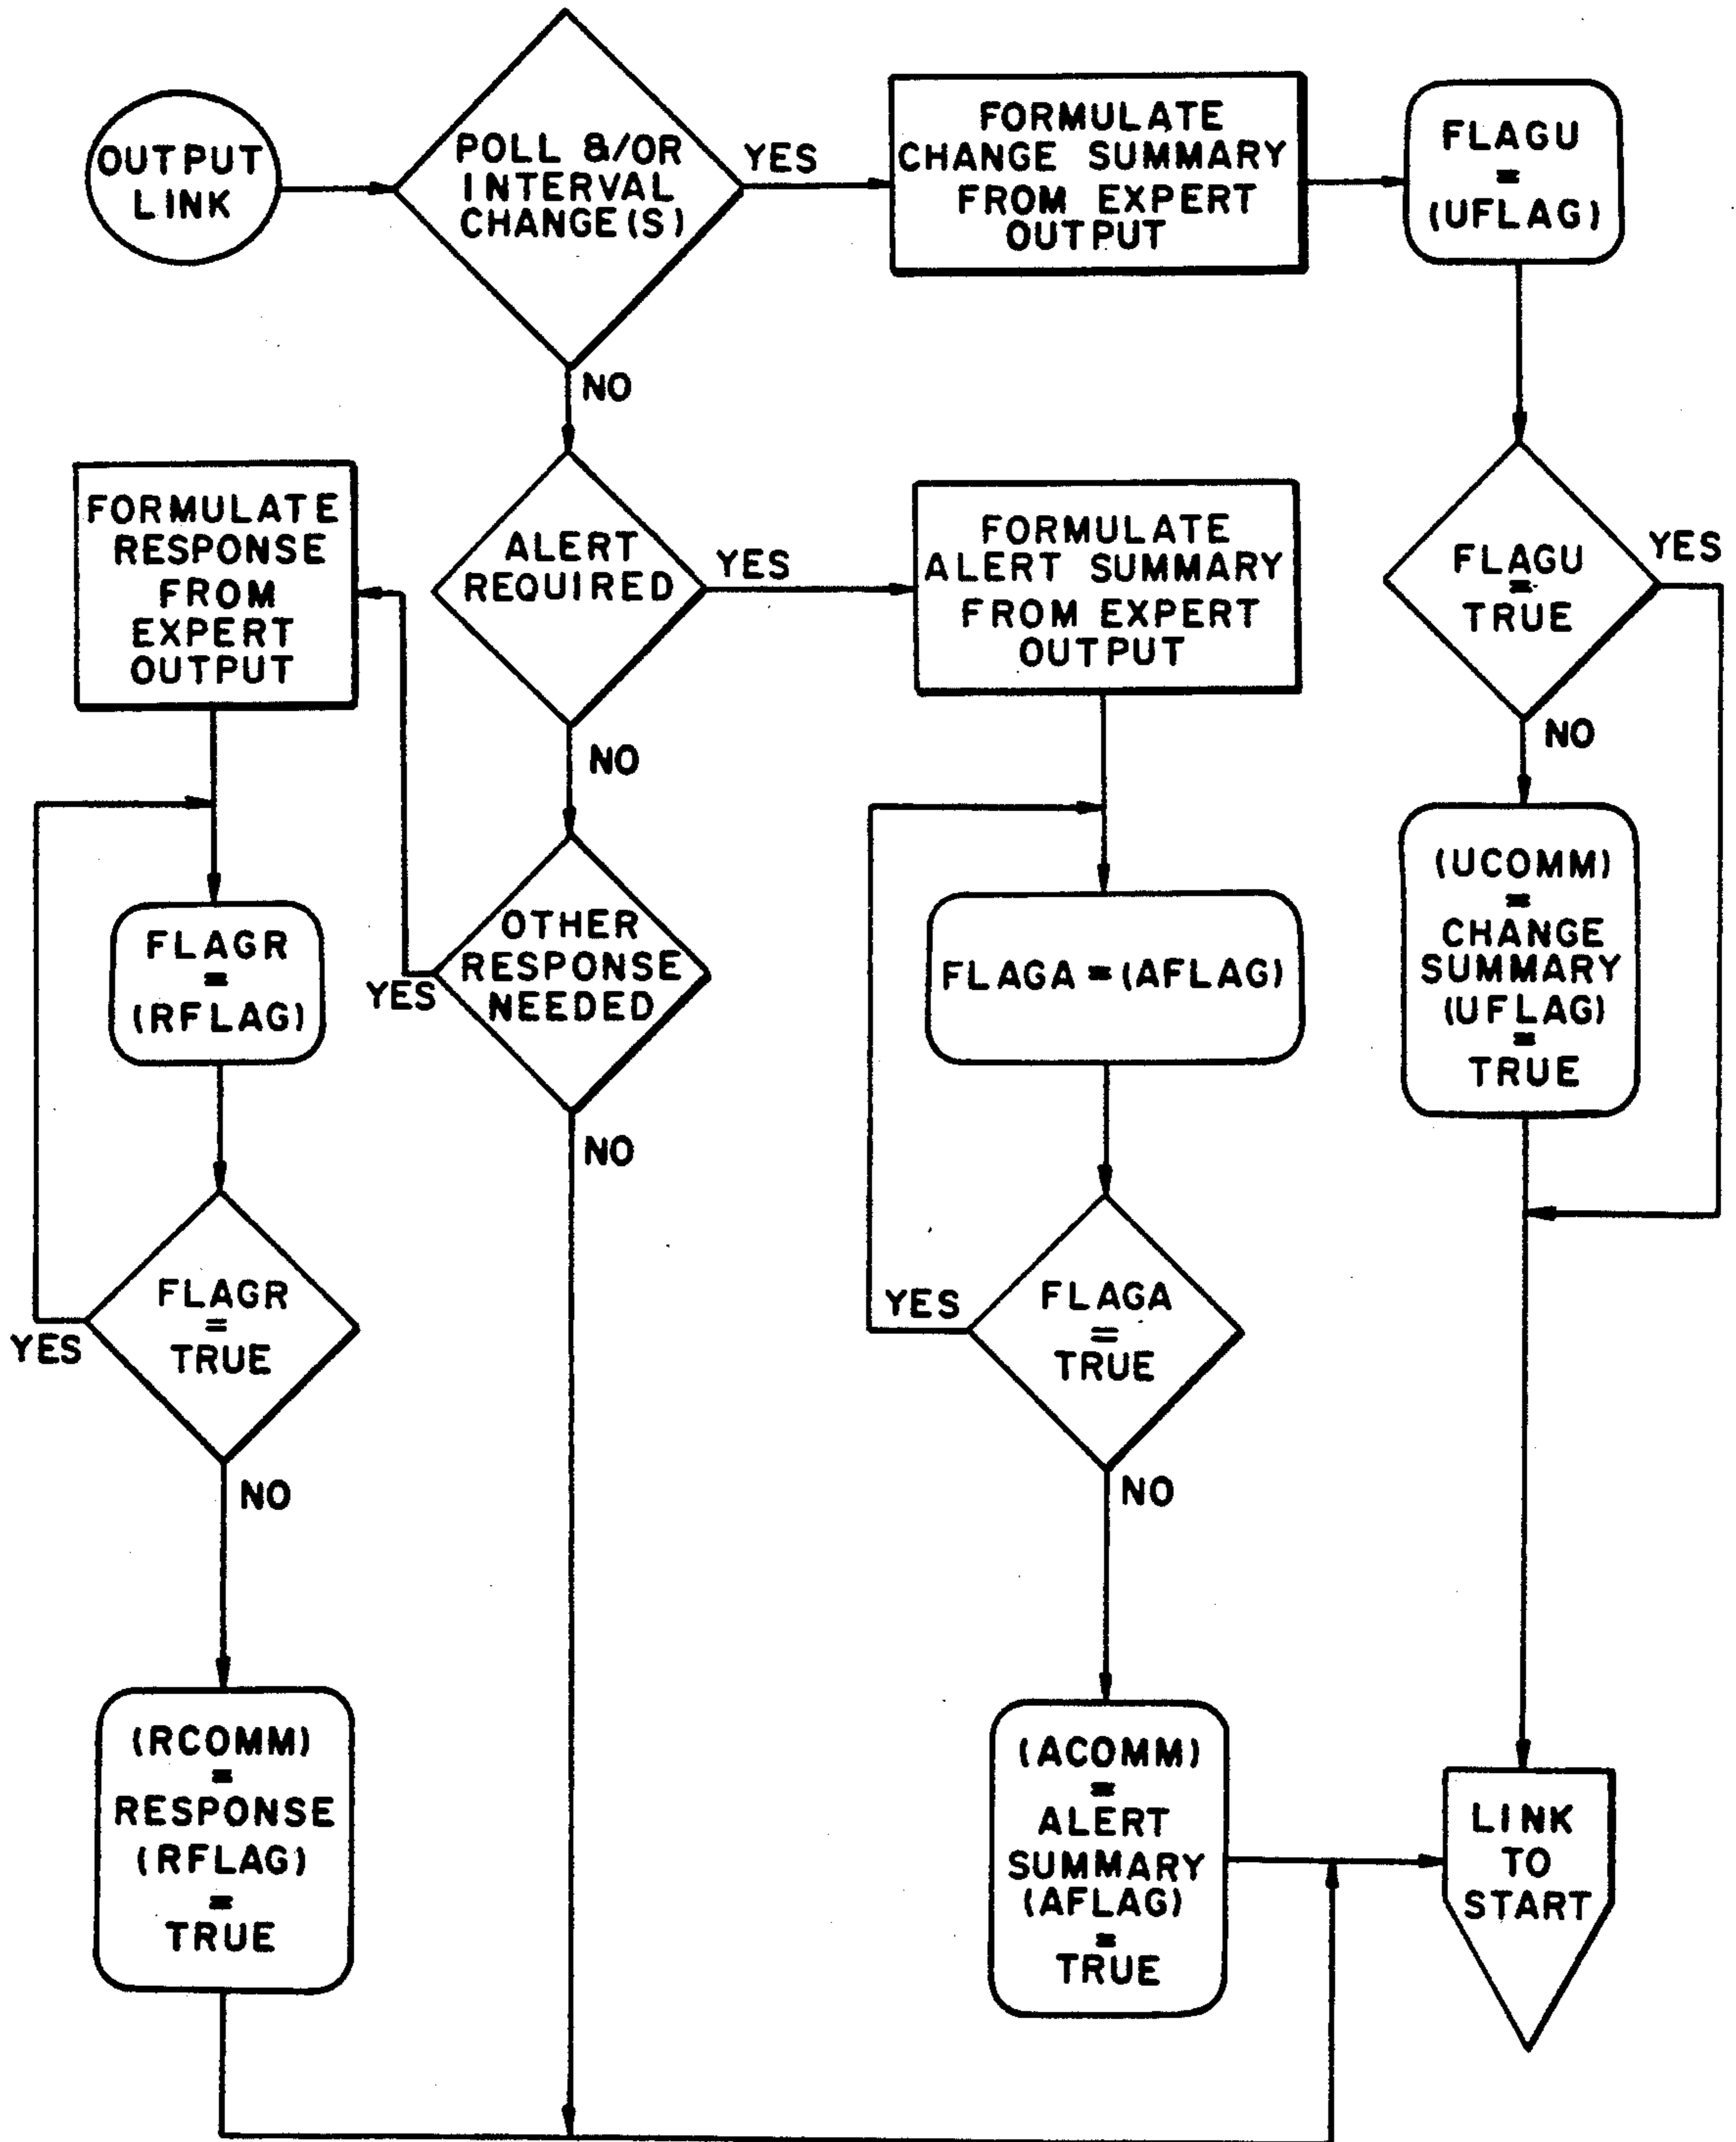 OUTPUT
LINK
POLL &/OR
INTERVAL
CHANGE(S)
YES
FORMULATE
CHANGE SUMMARY
FROM EXPERT
OUTPUT
FLAGU
=
(UFLAG)
NO
FORMULATE
RESPONSE
FROM
EXPERT
OUTPUT
ALERT
REQUIRED
YES
FORMULATE
ALERT SUMMARY
FROM EXPERT
OUTPUT
FLAGU
=
TRUE
YES
NO
NO
FLAGR
=
(RFLAG)
YES
OTHER
RESPONSE
NEEDED
NO
FLAGA = (AFLAG)
(UCOMM)
=
CHANGE
SUMMARY
(UFLAG)
=
TRUE
FLAGR
=
TRUE
YES
NO
YES
FLAGA
=
TRUE
NO
(RCOMM)
=
RESPONSE
(RFLAG)
=
TRUE
(ACOMM)
=
ALERT
SUMMARY
(AFLAG)
=
TRUE
LINK
TO
START